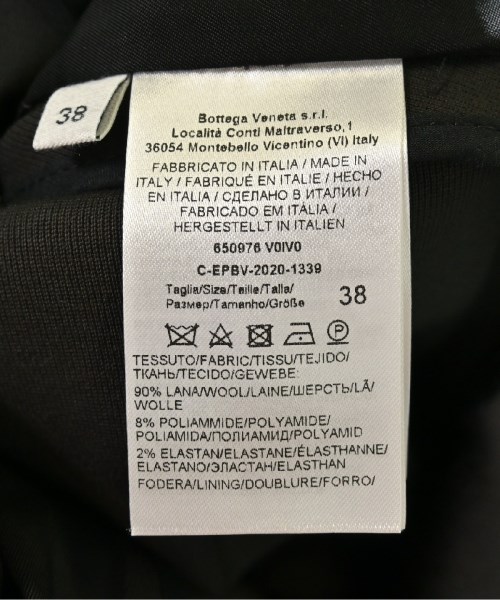 38
Bottega Veneta s.r.l.
Località Conti Maltraverso,1
36054 Montebello Vicentino (VI) Italy
FABBRICATO IN ITALIA / MADE IN
ITALY / FABRIQUÉ EN ITALIE / HECHO
EN ITALIA / СДЕЛАНО В ИТАЛИИ /
FABRICADO EM ITÁLIA /
HERGESTELLT IN ITALIEN
650976 V0IV0
C-EPBV-2020-1339
Taglia/Size/Taille/Talla/
Размер/Tamanho/Größe 38
TESSUTO/FABRIC/TISSU/TEJIDO/
ТКАНЬ/TECIDO/GEWEBE:
90% LANA/WOOL/LAINE/ШЕРСТЬ/LÃ/
WOLLE
8% POLIAMMIDE/POLYAMIDE/
POLIAMIDA/ПОЛИАМИД/POLYAMID
2% ELASTAN/ELASTANE/ÉLASTHANNE/
ELASTANO/ЭЛАСТАН/ELASTHAN
FODERA/LINING/DOUBLURE/FORRO/